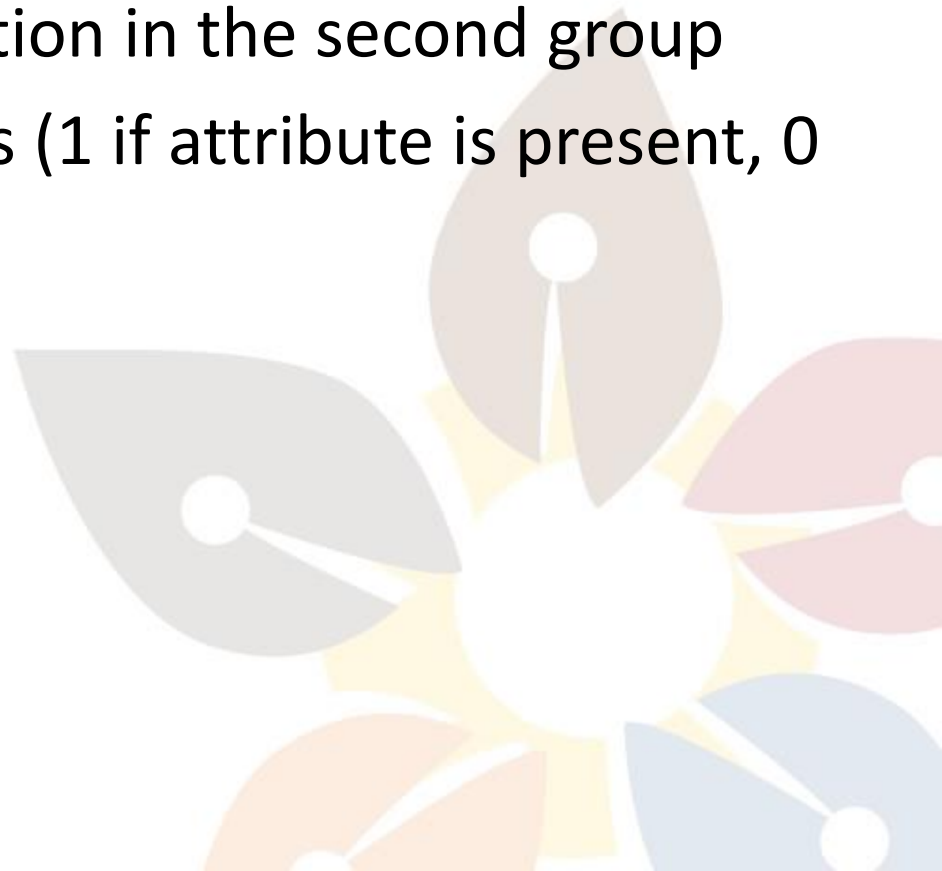 tion in the second group
s (1 if attribute is present, 0